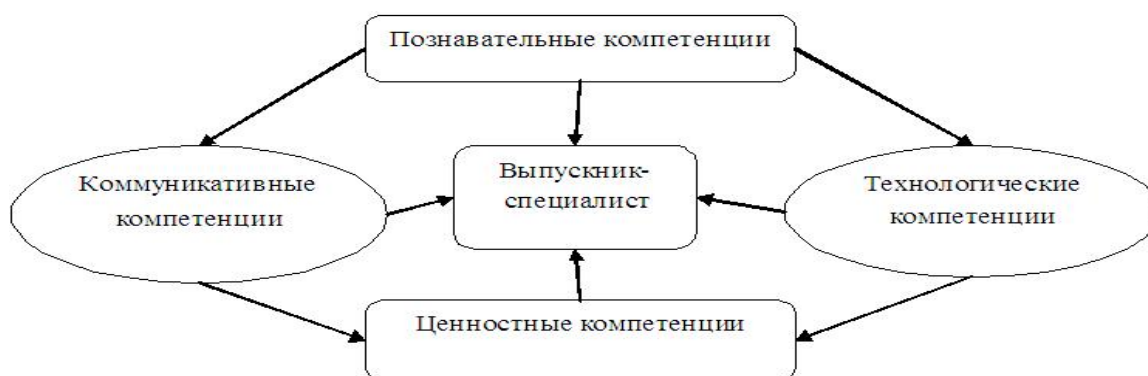 Познавательные компетенции
Коммуникативные
компетенции
Выпускник-
специалист
Технологические
компетенции
Ценностные компетенции